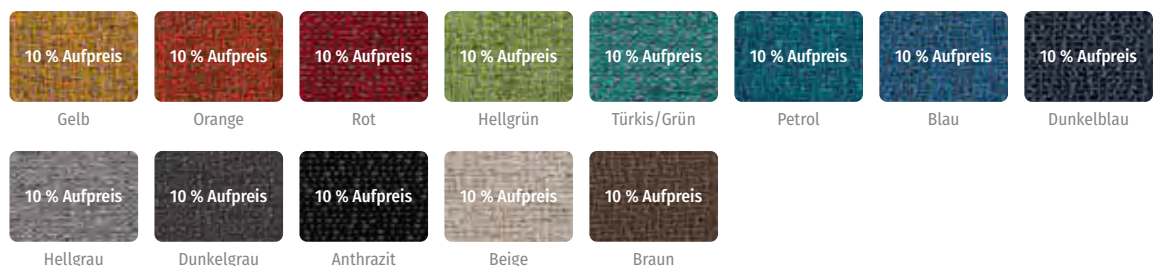 10 % Aufpreis 10 % Aufpreis 10 % Aufpreis 10 % Aufpreis 10 % Aufpreis 10 % Aufpreis 10 % Aufpreis 10 % Aufpreis
Gelb Orange Rot Hellgrün Türkis/Grün Petrol Blau Dunkelblau
10 % Aufpreis 10 % Aufpreis 10 % Aufpreis 10 % Aufpreis 10 % Aufpreis
Hellgrau Dunkelgrau Anthrazit Beige Braun